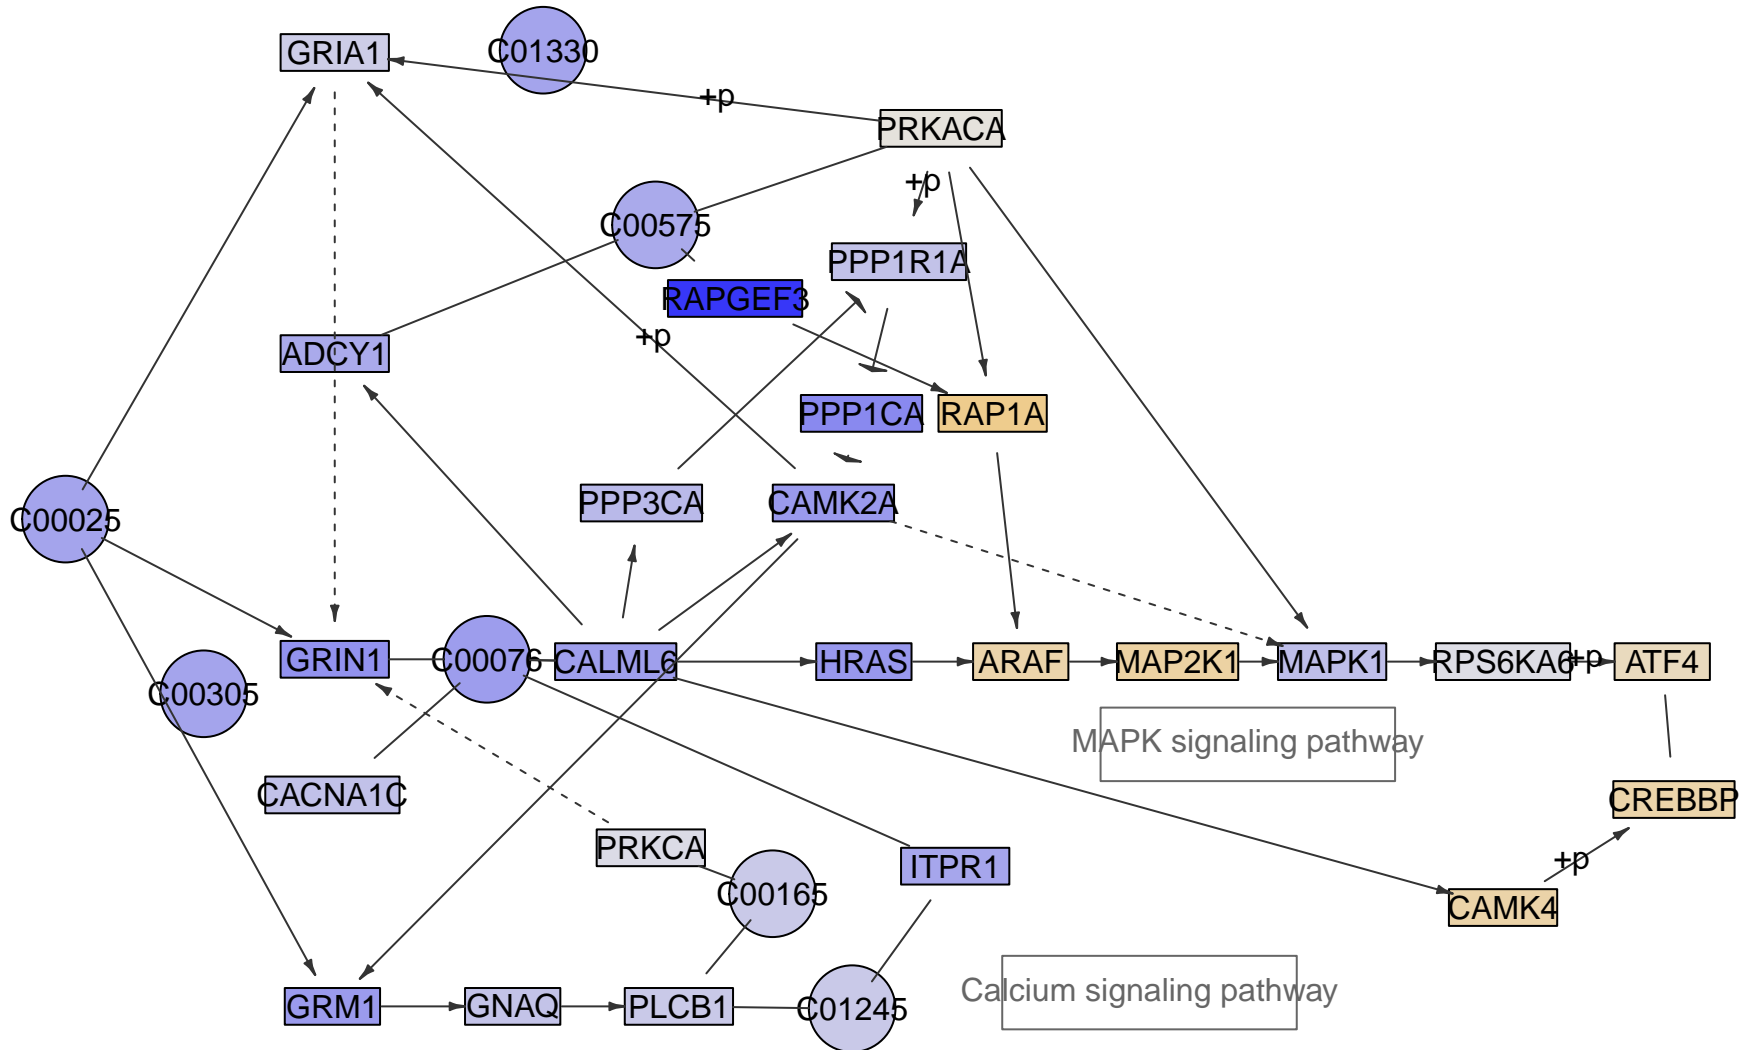 GRIA1
C01330
+p
PRKACA
+p
C00575
PPP1R1A
RAPGEF3
+p
ADCY1
PPP1CA
RAP1A
PPP3CA
CAMK2A
C00025
GRIN1
C00076
CALML6
HRAS
ARAF
MAP2K1
MAPK1
RPS6KA6
+p
ATF4
C00305
MAPK signaling pathway
CACNA1C
CREBBP
PRKCA
ITPR1
+p
C00165
CAMK4
Calcium signaling pathway
GRM1
GNAQ
PLCB1
C01245